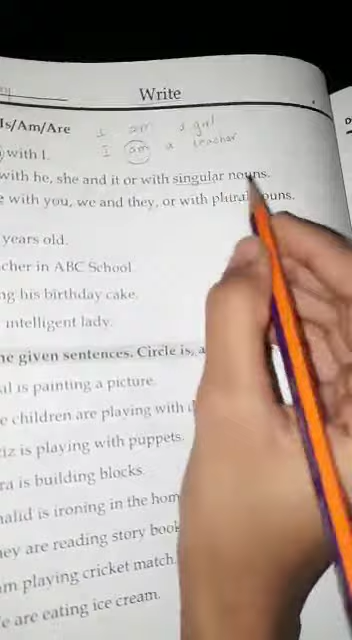 Write
Is/Am/Are
I am a girl
I am a teacher
with I.
with he, she and it or with singular nouns.
with you, we and they, or with plural nouns.
years old.
cher in ABC School.
ng his birthday cake.
intelligent lady.
he given sentences. Circle is, a
al is painting a picture.
e children are playing with d
iz is playing with puppets.
ra is building blocks.
halid is ironing in the hom
hey are reading story book
am playing cricket match.
e are eating ice cream.